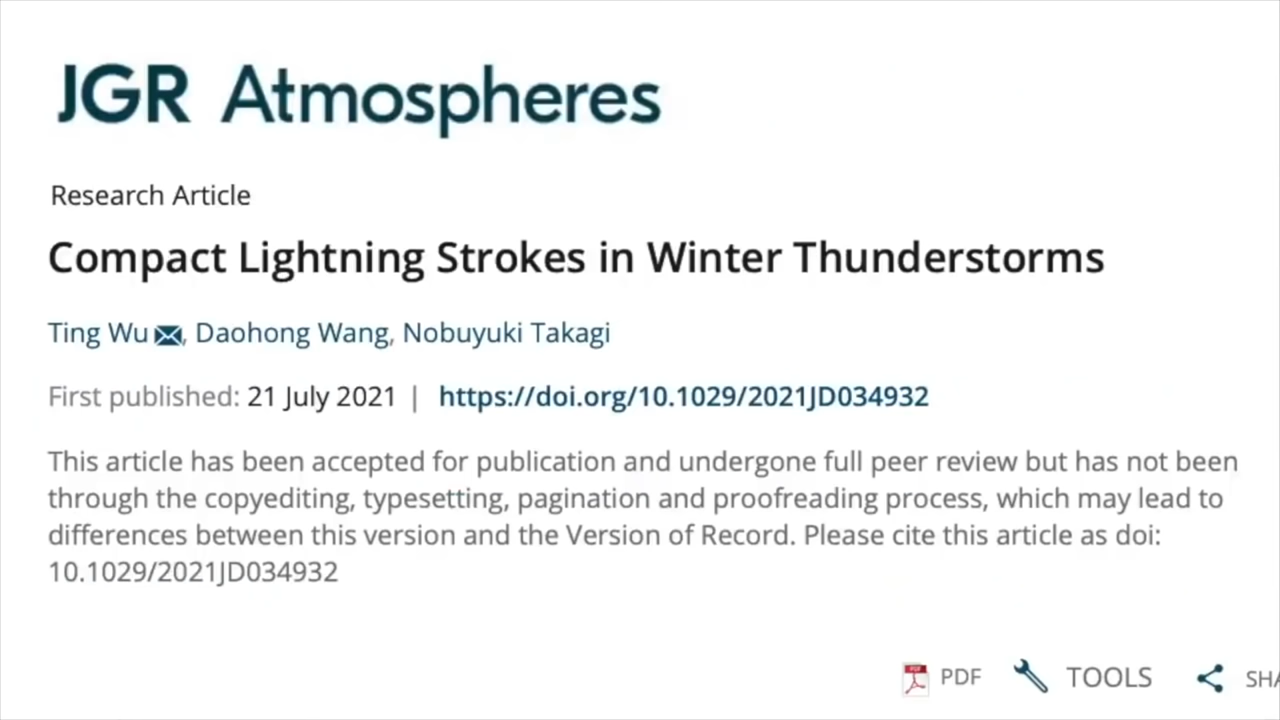 JGR Atmospheres
Research Article
Compact Lightning Strokes in Winter Thunderstorms
Ting Wu, Daohong Wang, Nobuyuki Takagi
First published: 21 July 2021 | https://doi.org/10.1029/2021JD034932
This article has been accepted for publication and undergone full peer review but has not been
through the copyediting, typesetting, pagination and proofreading process, which may lead to
differences between this version and the Version of Record. Please cite this article as doi:
10.1029/2021JD034932
PDF TOOLS SHA